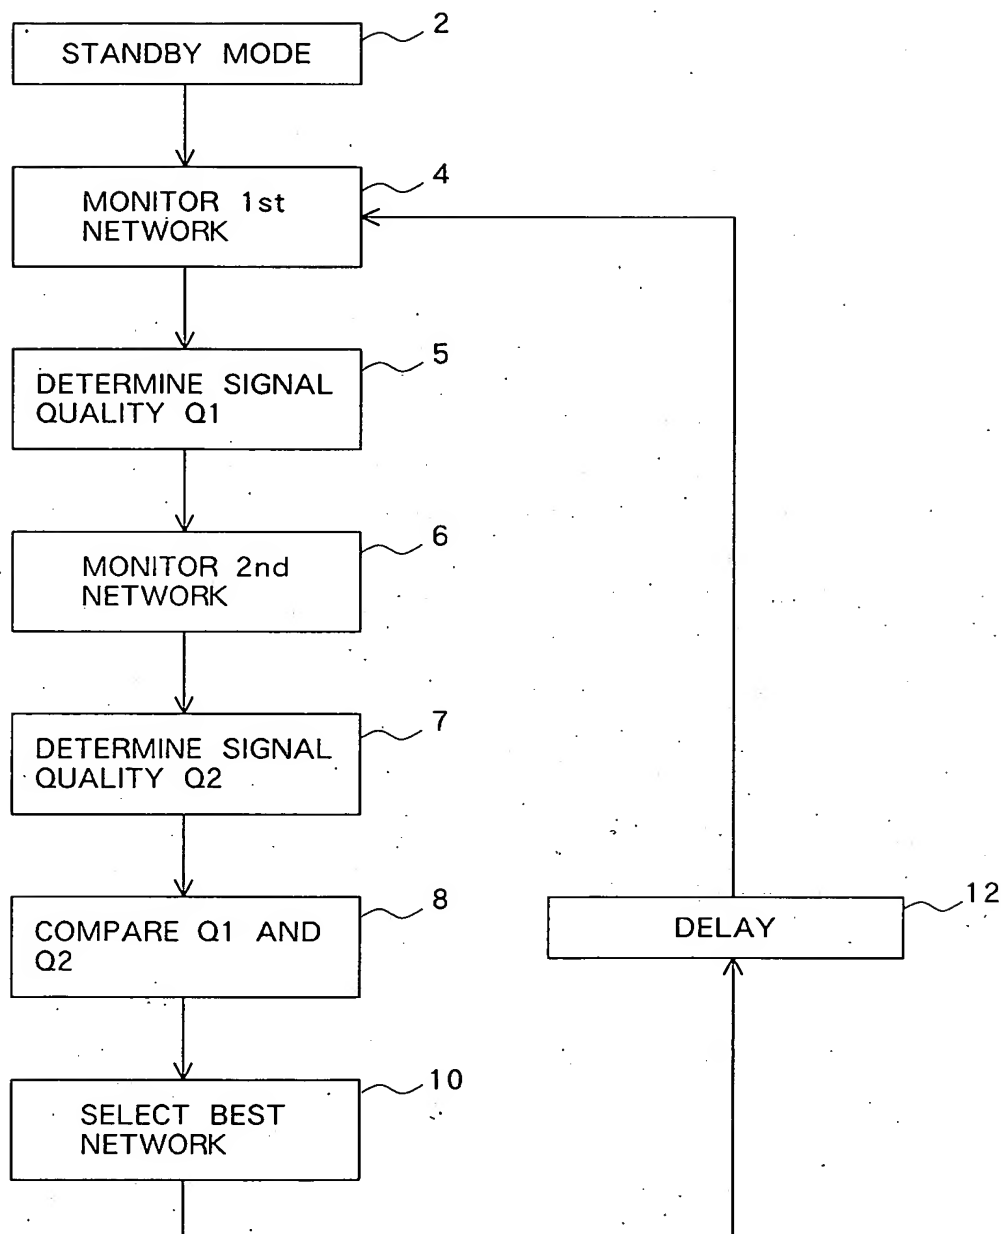 STANDBY MODE
2
MONITOR 1st
NETWORK
4
DETERMINE SIGNAL
QUALITY Q1
5
MONITOR 2nd
NETWORK
6
DETERMINE SIGNAL
QUALITY Q2
7
COMPARE Q1 AND
Q2
8
DELAY
12
SELECT BEST
NETWORK
10